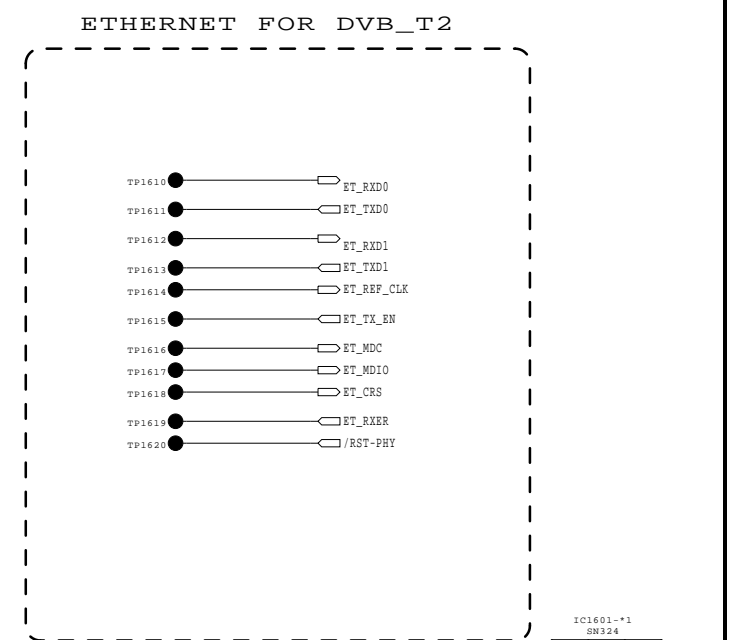 ETHERNET FOR DVB_T2
TP1610 ET_RXD0
TP1611 ET_TXD0
TP1612 ET_RXD1
TP1613 ET_TXD1
TP1614 ET_REF_CLK
TP1615 ET_TX_EN
TP1616 ET_MDC
TP1617 ET_MDIO
TP1618 ET_CRS
TP1619 ET_RXER
TP1620 /RST-PHY
IC1601-*1
SN324